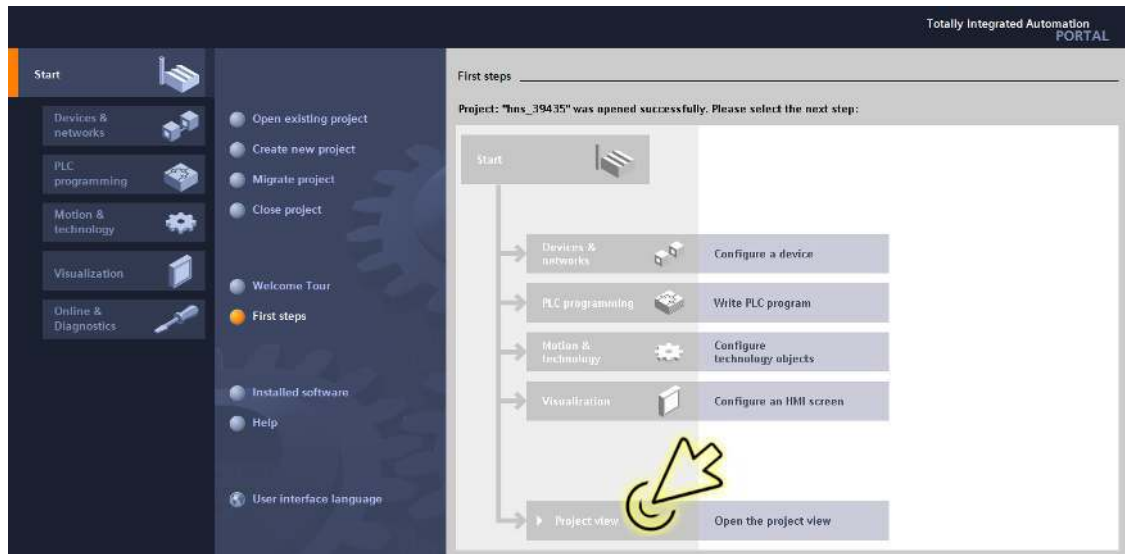 Totally Integrated Automation
PORTAL
Start
Devices &
networks
PLC
programming
Motion &
technology
Visualization
Online &
Diagnostics
Open existing project
Create new project
Migrate project
Close project
Welcome Tour
First steps
Installed software
Help
User interface language
First steps
Project: "hns_39435" was opened successfully. Please select the next step:
Start
Devices &
networks
Configure a device
PLC programming
Write PLC program
Motion &
technology
Configure
technology objects
Visualization
Configure an HMI screen
Project view
Open the project view